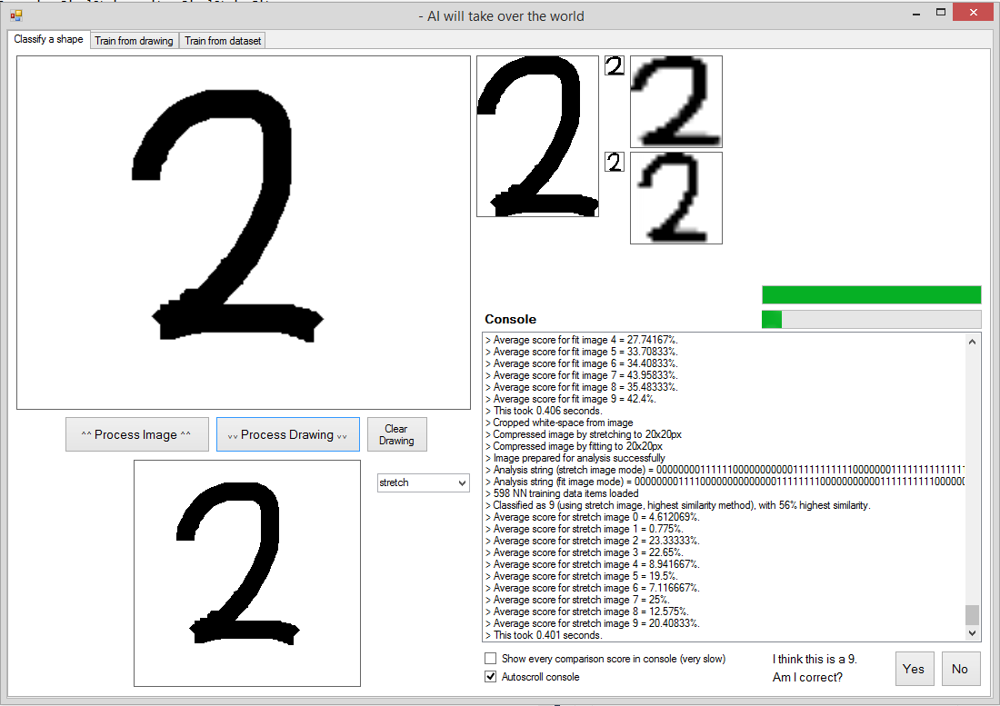 - AI will take over the world
Classify a shape Train from drawing Train from dataset
2
2
2
2
2
2
Console
> Average score for fit image 4 = 27.74167%.
> Average score for fit image 5 = 33.70833%.
> Average score for fit image 6 = 34.40833%.
> Average score for fit image 7 = 43.95833%.
> Average score for fit image 8 = 35.48333%.
> Average score for fit image 9 = 42.4%.
> This took 0.406 seconds.
> Cropped white-space from image
> Compressed image by stretching to 20x20px
> Compressed image by fitting to 20x20px
> Image prepared for analysis successfully
> Analysis string (stretch image mode) =
> Analysis string (fit image mode) =
> 598 NN training data items loaded
> Classified as 9 (using stretch image, highest similarity method), with 56% highest similarity.
> Average score for stretch image 0 = 4.612069%.
> Average score for stretch image 1 = 0.775%.
> Average score for stretch image 2 = 23.33333%.
> Average score for stretch image 3 = 22.65%.
> Average score for stretch image 4 = 8.941667%.
> Average score for stretch image 5 = 19.5%.
> Average score for stretch image 6 = 7.116667%.
> Average score for stretch image 7 = 25%.
> Average score for stretch image 8 = 12.575%.
> Average score for stretch image 9 = 20.40833%.
> This took 0.401 seconds.
^^ Process Image ^^
vv Process Drawing vv
Clear
Drawing
stretch
2
Show every comparison score in console (very slow)
Autoscroll console
I think this is a 9.
Am I correct?
Yes No